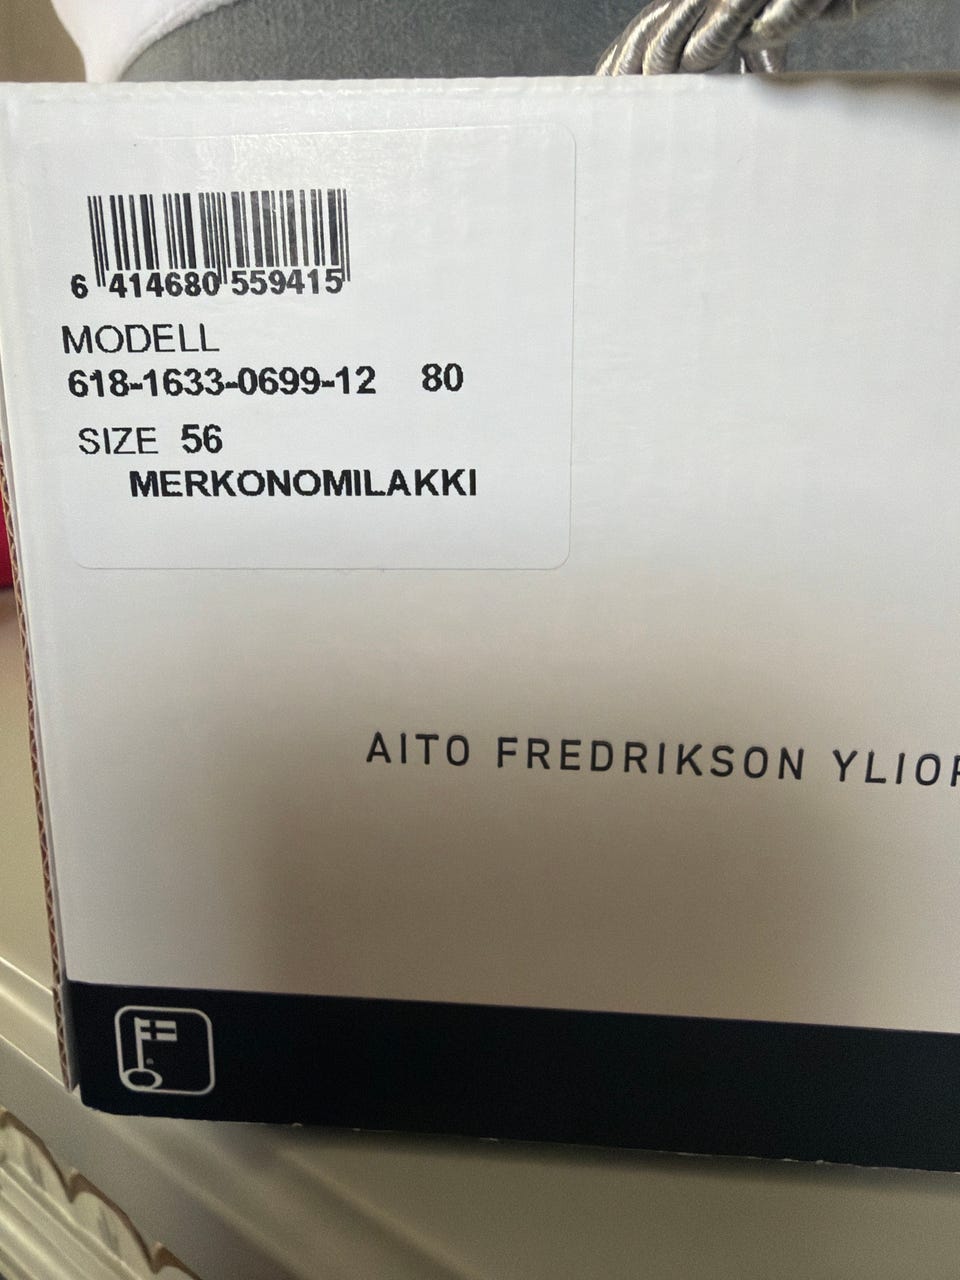 6 414680 559415
MODELL
618-1633-0699-12 80
SIZE 56
MERKONOMILAKKI
AITO FREDRIKSON